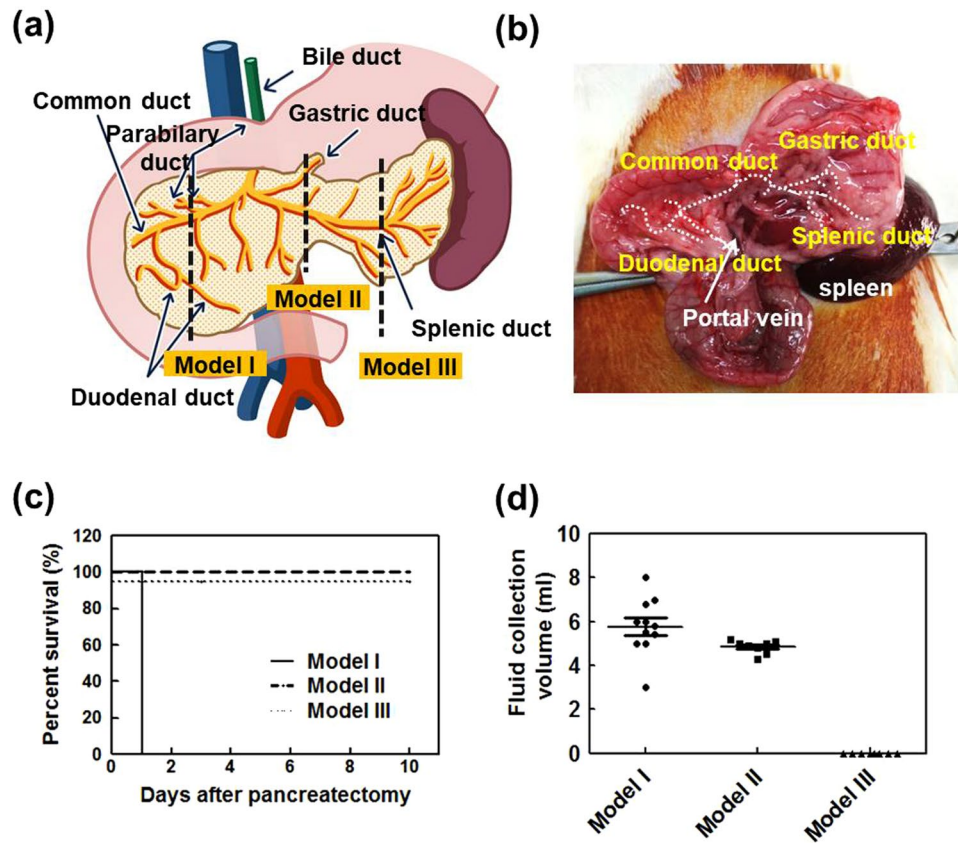 (a)
Bile duct
Common duct
Parabilary
duct
Gastric duct
Model II
Splenic duct
Model I
Model III
Duodenal duct
(b)
Gastric duct
Common duct
Splenic duct
Duodenal duct
spleen
Portal vein
(c)
Percent survival (%)
120
100
80
60
40
20
0
Model I
Model II
Model III
0 2 4 6 8 10
Days after pancreatectomy
(d)
Fluid collection
volume (ml)
10
8
6
4
2
0
Model I
Model II
Model III